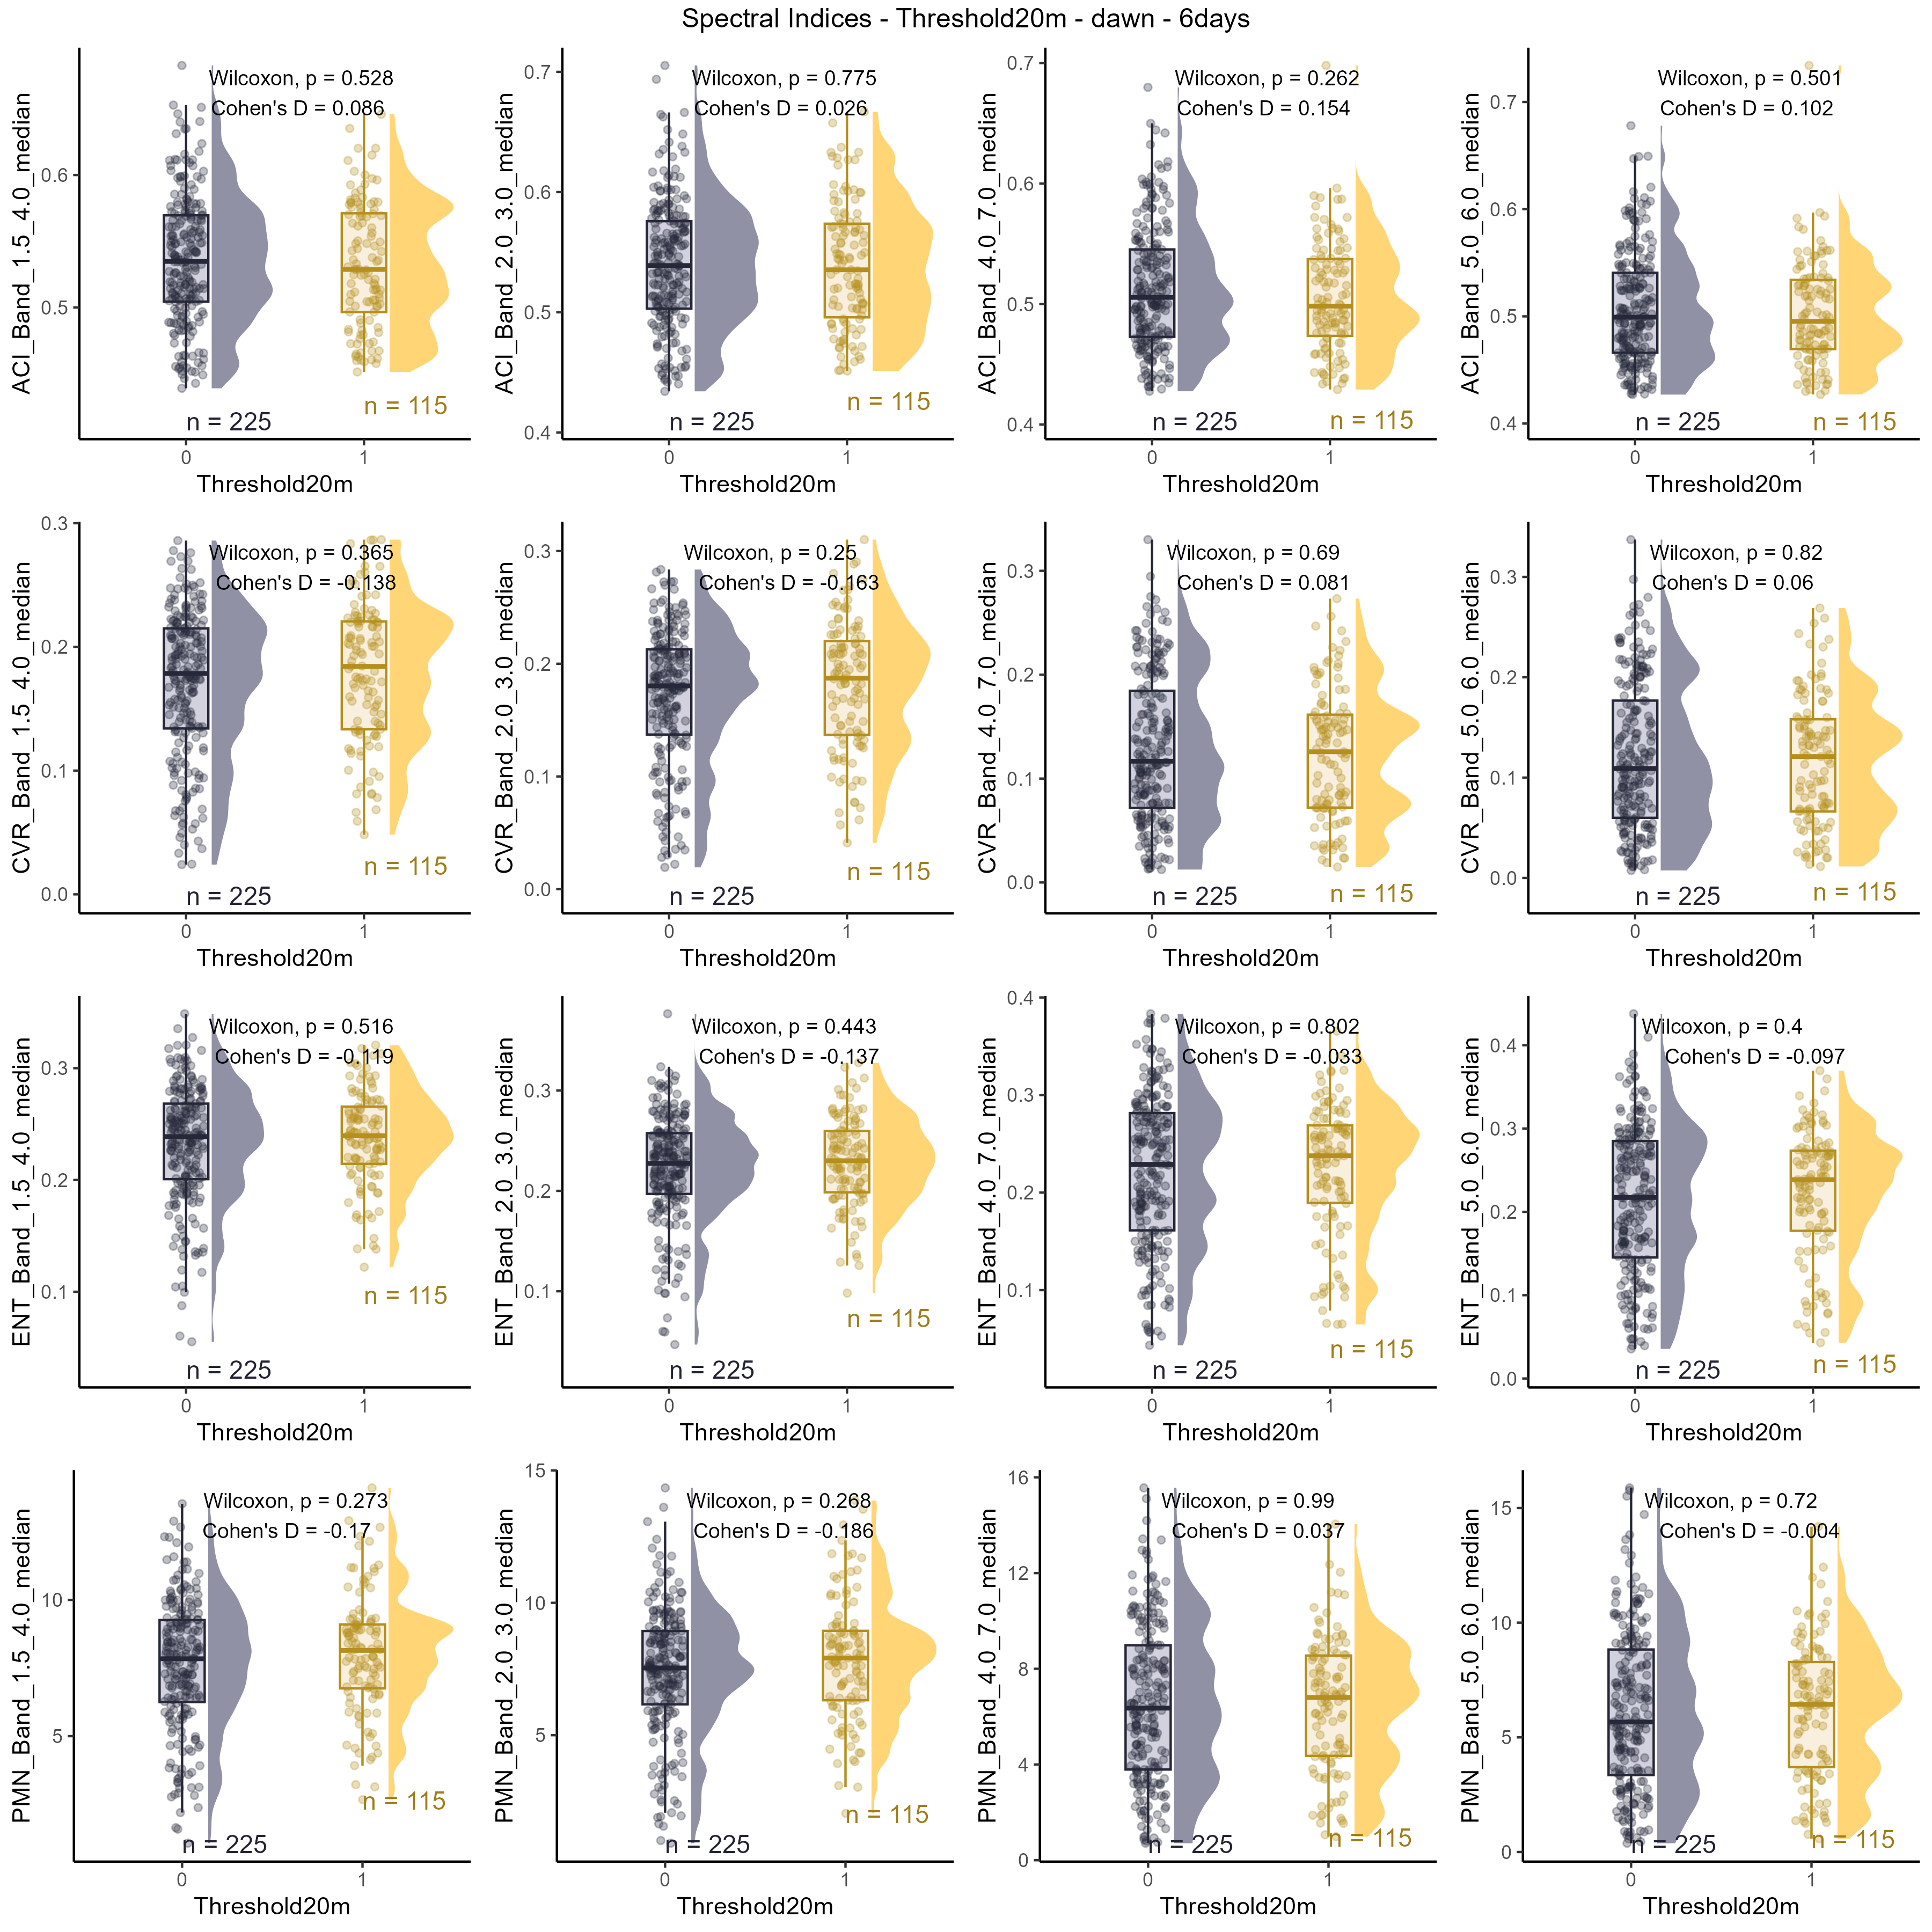 Spectral Indices - Threshold20m - dawn - 6days
ACI_Band_1.5_4.0_median
0.6
0.5
Wilcoxon, p = 0.528
Cohen's D = 0.086
n = 225
n = 115
0
1
Threshold20m
ACI_Band_2.0_3.0_median
0.7
0.6
0.5
0.4
Wilcoxon, p = 0.775
Cohen's D = 0.026
n = 225
n = 115
0
1
Threshold20m
ACI_Band_4.0_7.0_median
0.7
0.6
0.5
0.4
Wilcoxon, p = 0.262
Cohen's D = 0.154
n = 225
n = 115
0
1
Threshold20m
ACI_Band_5.0_6.0_median
0.7
0.6
0.5
0.4
Wilcoxon, p = 0.501
Cohen's D = 0.102
n = 225
n = 115
0
1
Threshold20m
CVR_Band_1.5_4.0_median
0.3
0.2
0.1
0.0
Wilcoxon, p = 0.365
Cohen's D = -0.138
n = 225
n = 115
0
1
Threshold20m
CVR_Band_2.0_3.0_median
0.3
0.2
0.1
0.0
Wilcoxon, p = 0.25
Cohen's D = -0.163
n = 225
n = 115
0
1
Threshold20m
CVR_Band_4.0_7.0_median
0.3
0.2
0.1
0.0
Wilcoxon, p = 0.69
Cohen's D = 0.081
n = 225
n = 115
0
1
Threshold20m
CVR_Band_5.0_6.0_median
0.3
0.2
0.1
0.0
Wilcoxon, p = 0.82
Cohen's D = 0.06
n = 225
n = 115
0
1
Threshold20m
ENT_Band_1.5_4.0_median
0.3
0.2
0.1
Wilcoxon, p = 0.516
Cohen's D = -0.119
n = 225
n = 115
0
1
Threshold20m
ENT_Band_2.0_3.0_median
0.3
0.2
0.1
Wilcoxon, p = 0.443
Cohen's D = -0.137
n = 225
n = 115
0
1
Threshold20m
ENT_Band_4.0_7.0_median
0.4
0.3
0.2
0.1
Wilcoxon, p = 0.802
Cohen's D = -0.033
n = 225
n = 115
0
1
Threshold20m
ENT_Band_5.0_6.0_median
0.4
0.3
0.2
0.1
0.0
Wilcoxon, p = 0.4
Cohen's D = -0.097
n = 225
n = 115
0
1
Threshold20m
PMN_Band_1.5_4.0_median
10
5
Wilcoxon, p = 0.273
Cohen's D = -0.17
n = 225
n = 115
0
1
Threshold20m
PMN_Band_2.0_3.0_median
15
10
5
Wilcoxon, p = 0.268
Cohen's D = -0.186
n = 225
n = 115
0
1
Threshold20m
PMN_Band_4.0_7.0_median
16
12
8
4
0
Wilcoxon, p = 0.99
Cohen's D = 0.037
n = 225
n = 115
0
1
Threshold20m
PMN_Band_5.0_6.0_median
15
10
5
0
Wilcoxon, p = 0.72
Cohen's D = -0.004
n = 225
n = 115
0
1
Threshold20m